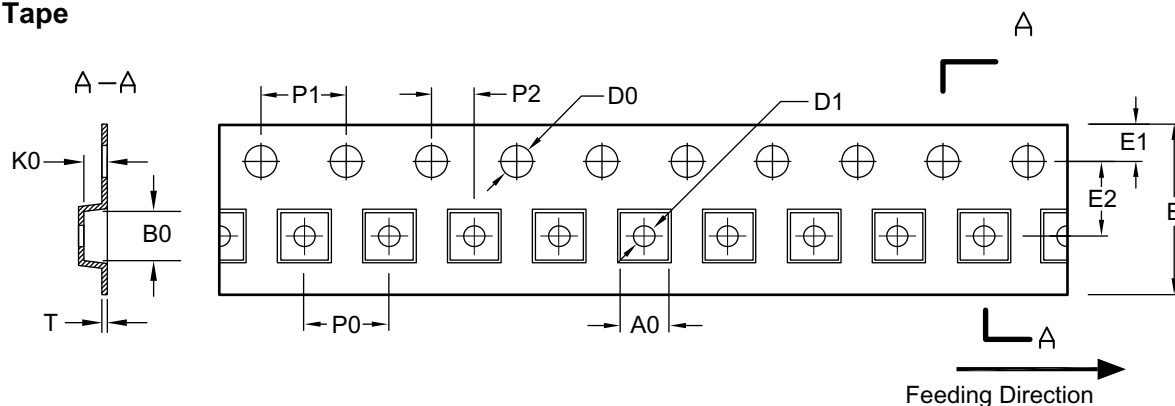 Tape
A
A-A
P1
P2
D0
D1
E1
K0
E2
E
B0
T
P0
A0
A
Feeding Direction